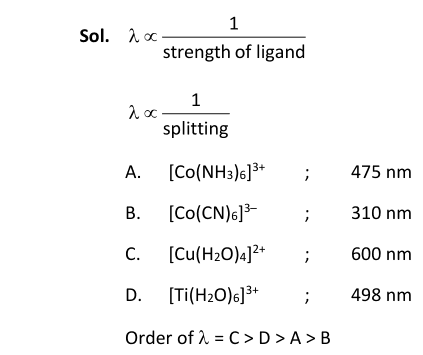 Sol. λ ∝ 1
strength of ligand
λ ∝ 1
splitting
A. [Co(NH₃)₆]³⁺ ; 475 nm
B. [Co(CN)₆]³⁻ ; 310 nm
C. [Cu(H₂O)₄]²⁺ ; 600 nm
D. [Ti(H₂O)₆]³⁺ ; 498 nm
Order of λ = C > D > A > B